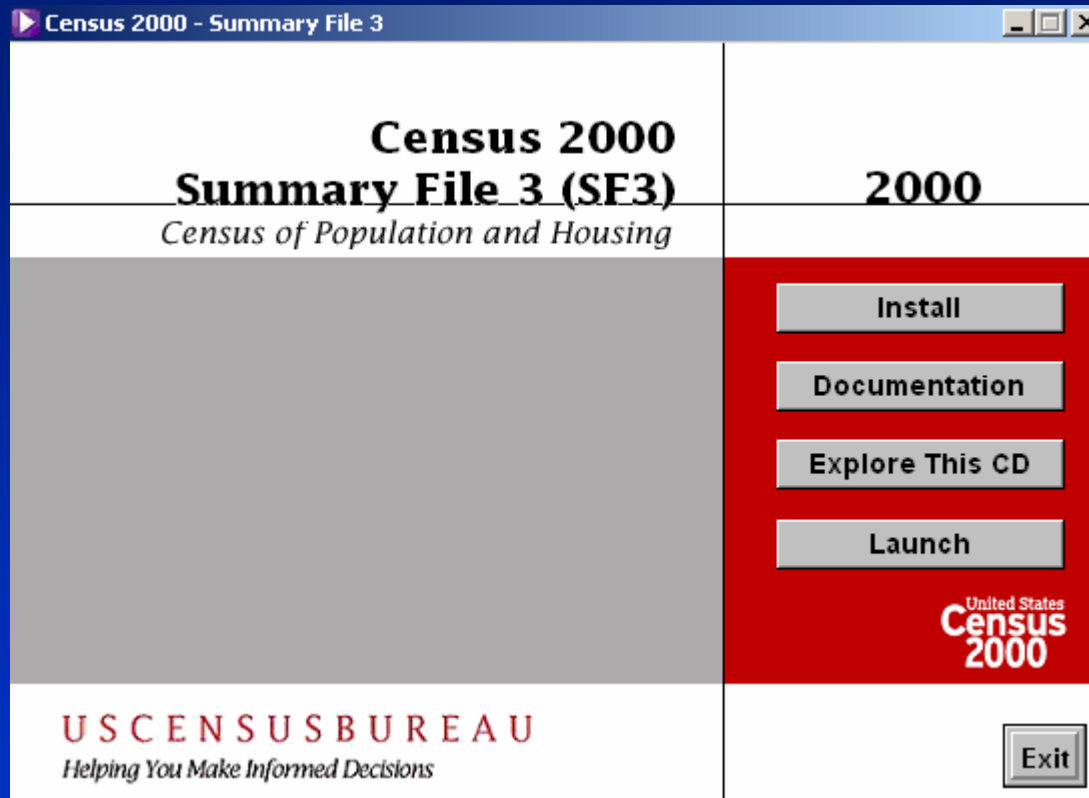 Census 2000 - Summary File 3
Census 2000
Summary File 3 (SF3)
2000
Census of Population and Housing
Install
Documentation
Explore This CD
Launch
United States
Census
2000
USCENSUSBUREAU
Helping You Make Informed Decisions
Exit